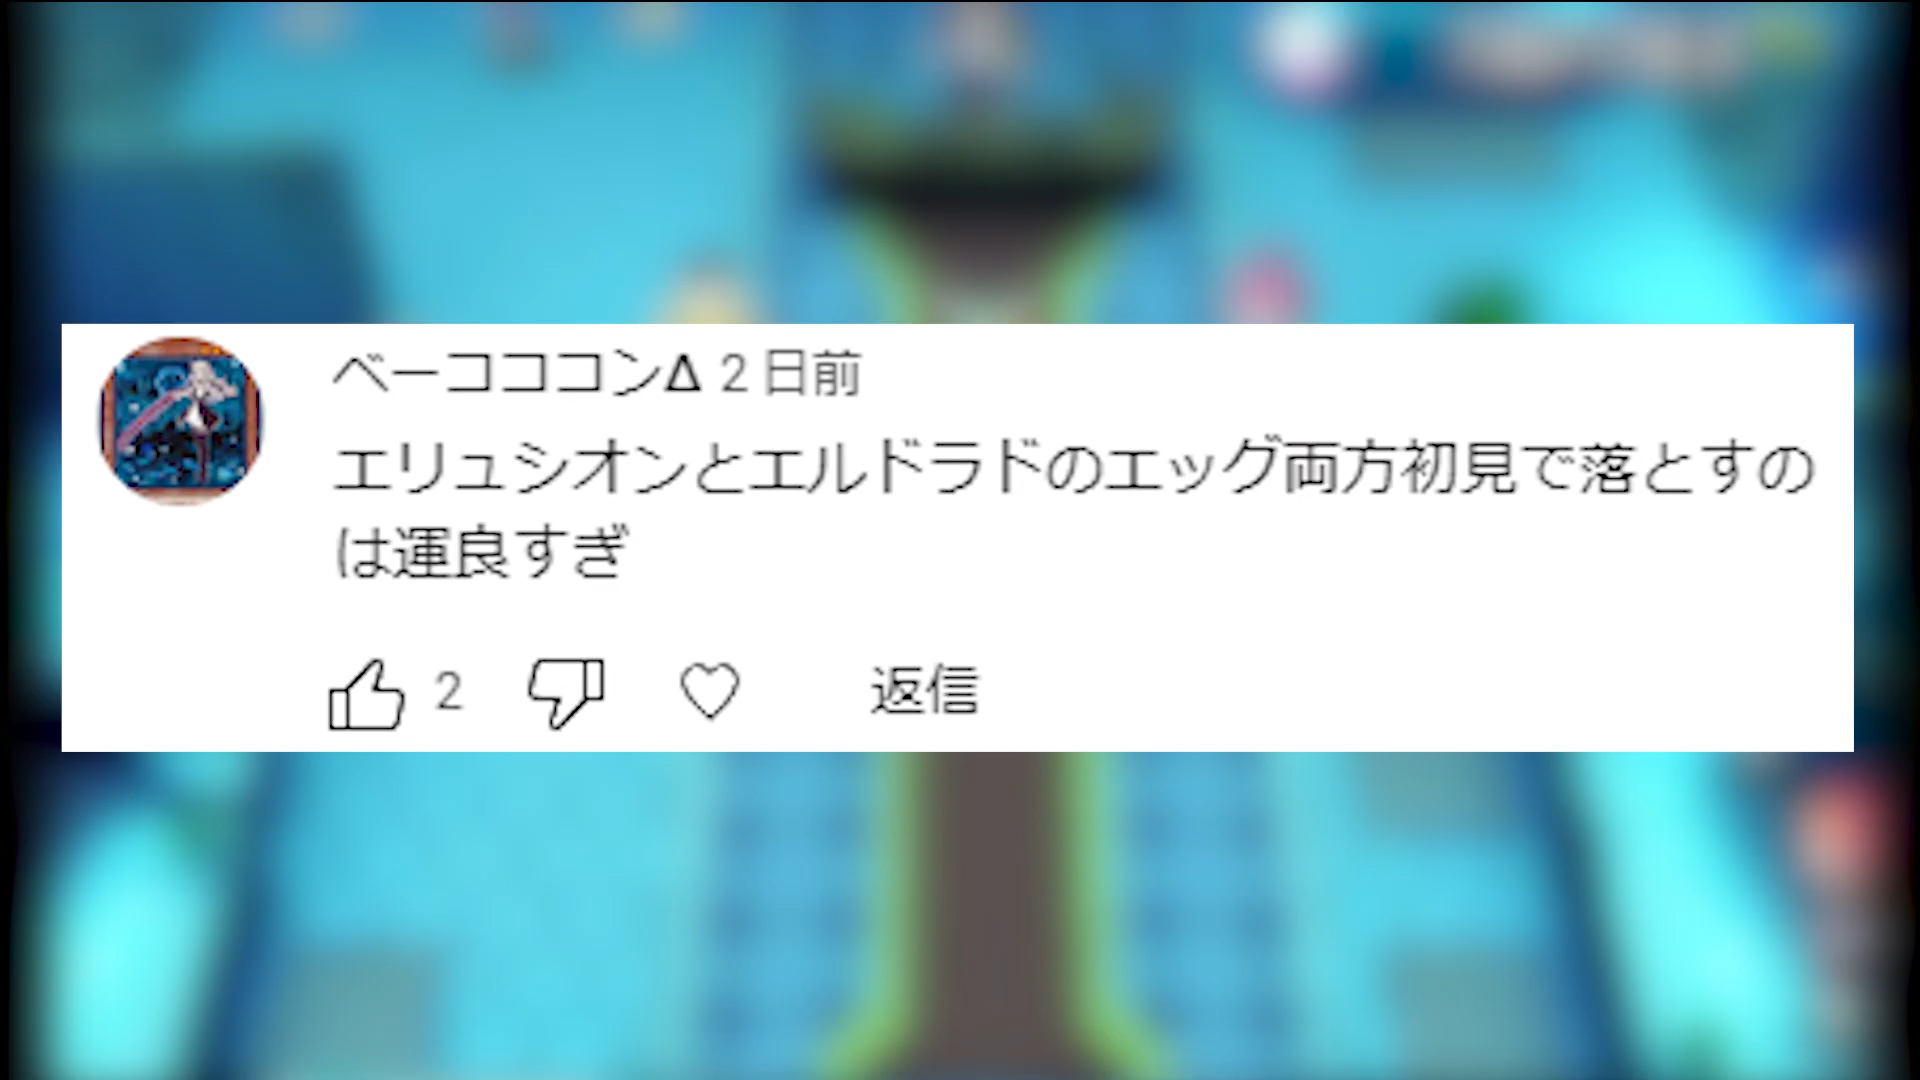 ベーコココンΔ 2 日前
エリュシオンとエルドラドのエッグ両方初見で落とすの
は運良すぎ
2 返信